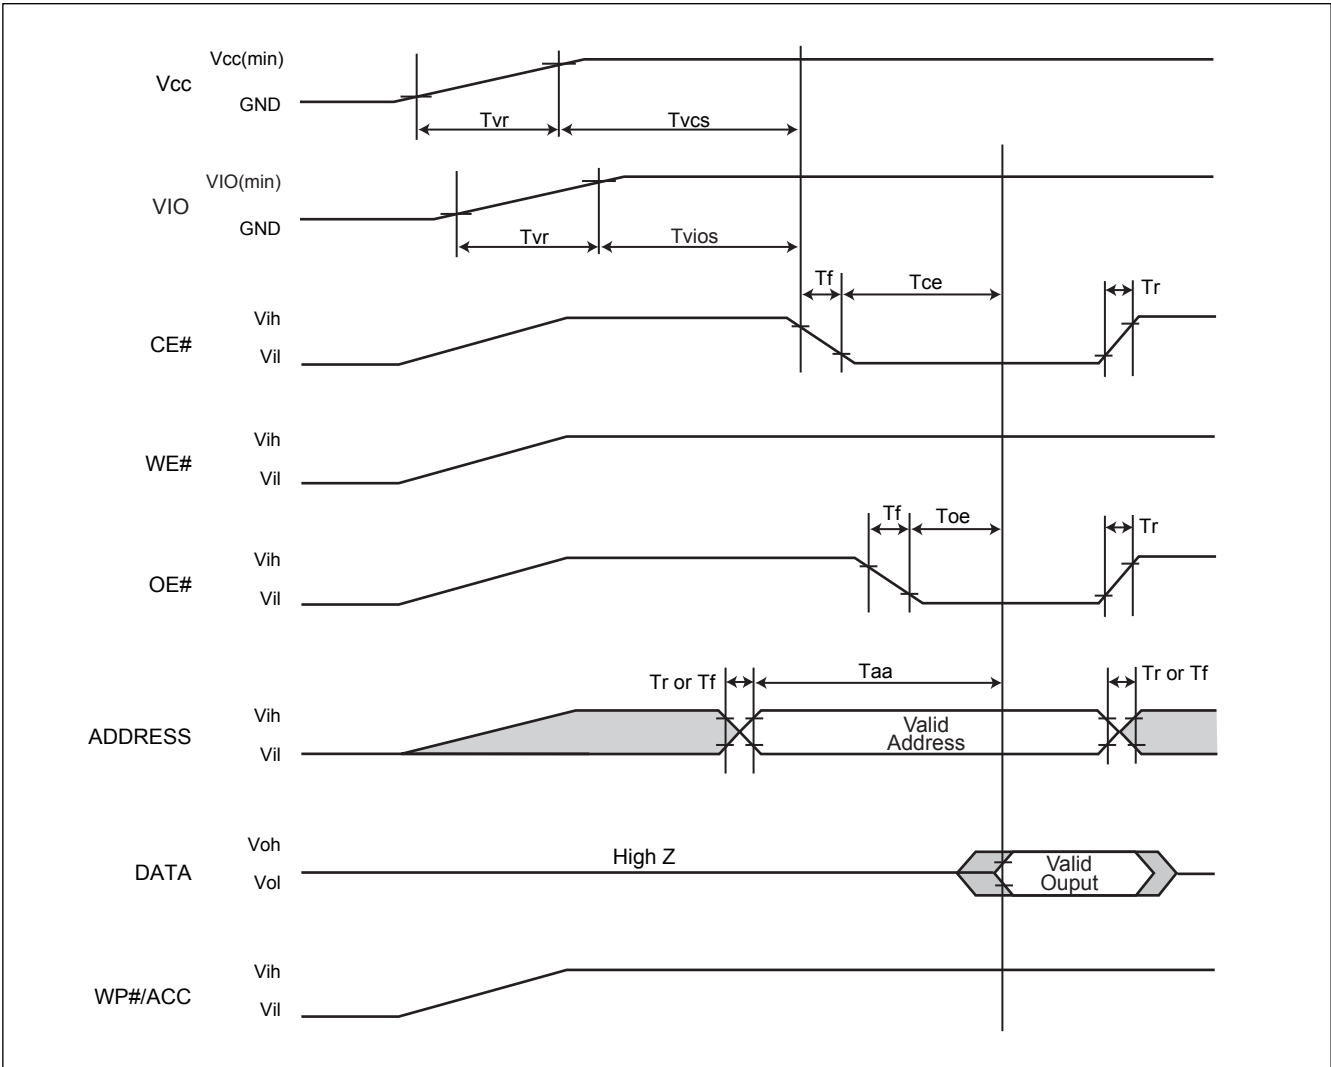 Vcc(min)
Vcc
GND
Tvr
Tvcs
VIO(min)
VIO
GND
Tvr
Tvios
Tf
Tce
Tr
Vih
CE#
Vil
Vih
WE#
Vil
Tf
Toe
Tr
Vih
OE#
Vil
Tr or Tf
Taa
Tr or Tf
Vih
ADDRESS
Valid
Address
Vil
Voh
High Z
DATA
Vol
Valid
Ouput
Vih
WP#/ACC
Vil